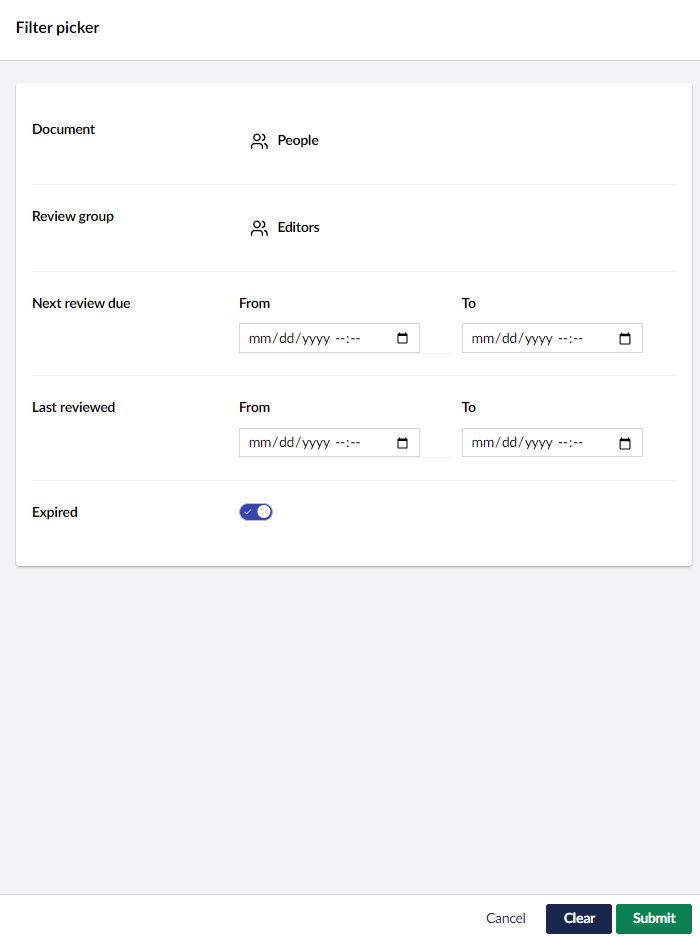 Filter picker
Document
People
Review group
Editors
Next review due
From
To
mm/dd/yyyy --:--
mm/dd/yyyy --:--
Last reviewed
From
To
mm/dd/yyyy --:--
mm/dd/yyyy --:--
Expired
Cancel
Clear
Submit